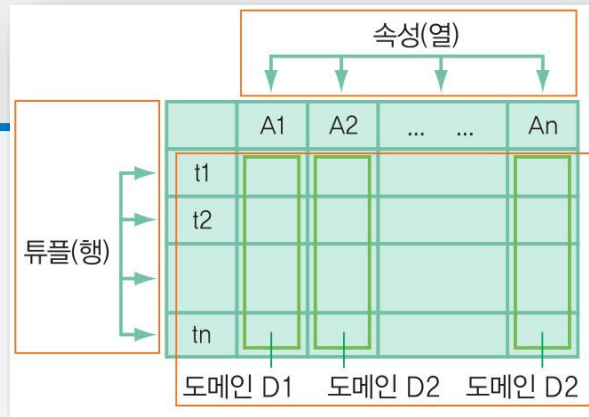 속성(열)
A1 A2 ... ... An
t1
t2
튜플(행)
tn
도메인 D1 도메인 D2 도메인 D2